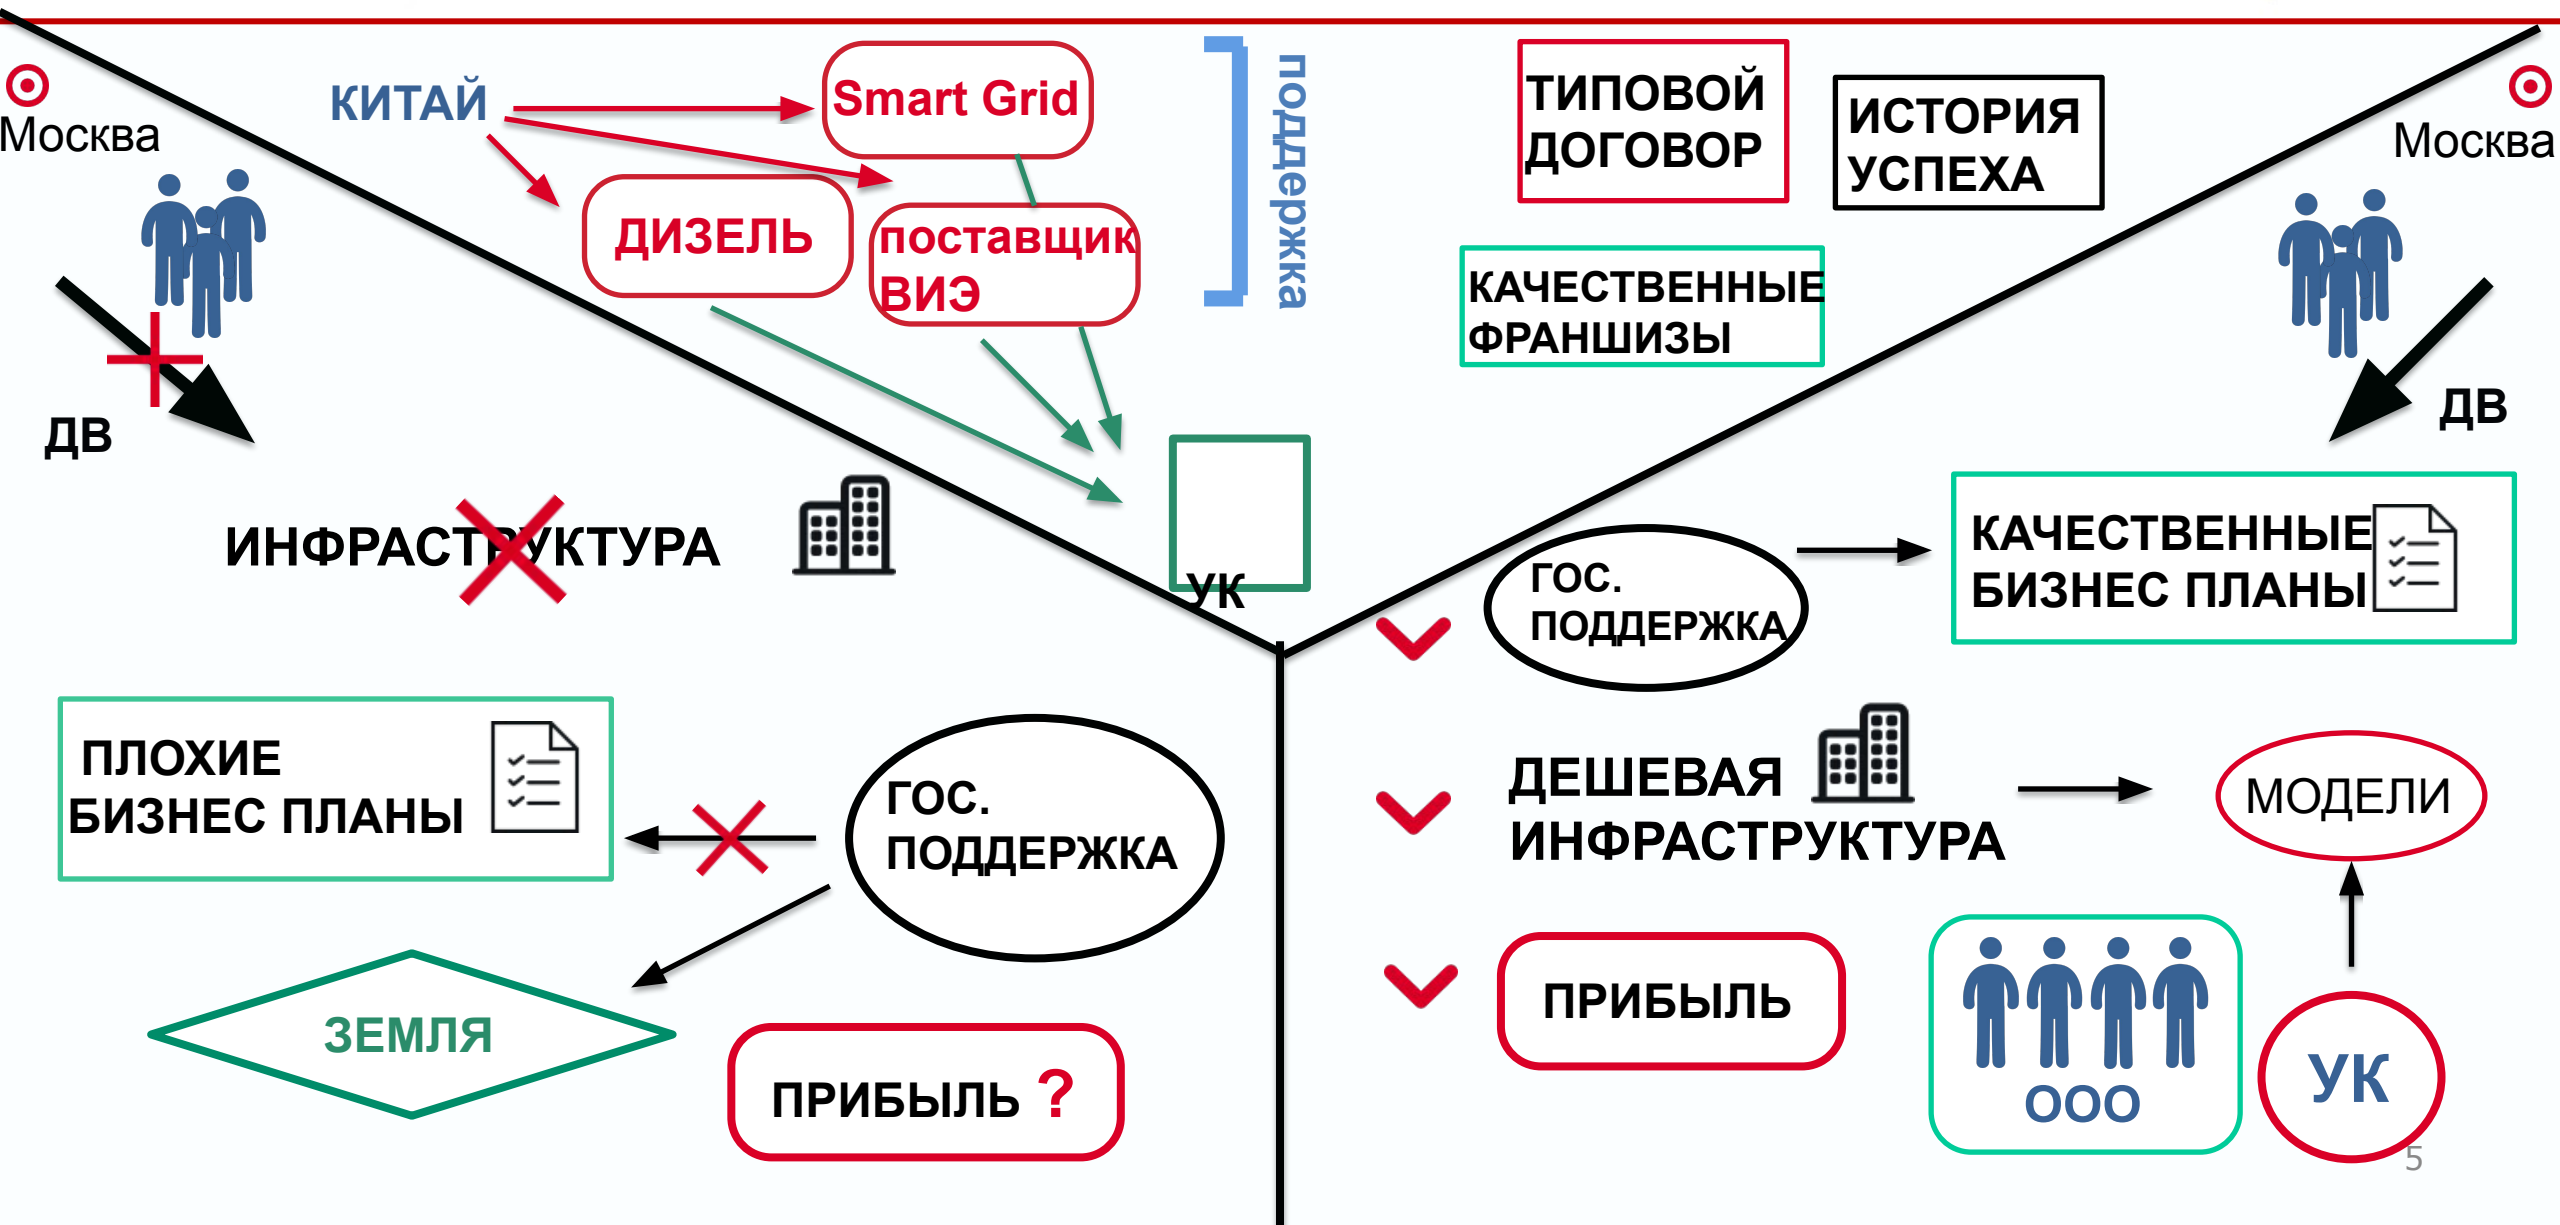 Москва
ДВ
ИНФРАСТРУКТУРА
ПЛОХИЕ
БИЗНЕС ПЛАНЫ
ГОС.
ПОДДЕРЖКА
ЗЕМЛЯ
ПРИБЫЛЬ ?
КИТАЙ
Smart Grid
ДИЗЕЛЬ
поставщик
ВИЭ
поддержка
УК
ТИПОВОЙ
ДОГОВОР
ИСТОРИЯ
УСПЕХА
КАЧЕСТВЕННЫЕ
ФРАНШИЗЫ
Москва
ДВ
ГОС.
ПОДДЕРЖКА
КАЧЕСТВЕННЫЕ
БИЗНЕС ПЛАНЫ
ДЕШЕВАЯ
ИНФРАСТРУКТУРА
МОДЕЛИ
ПРИБЫЛЬ
ООО
УК
5